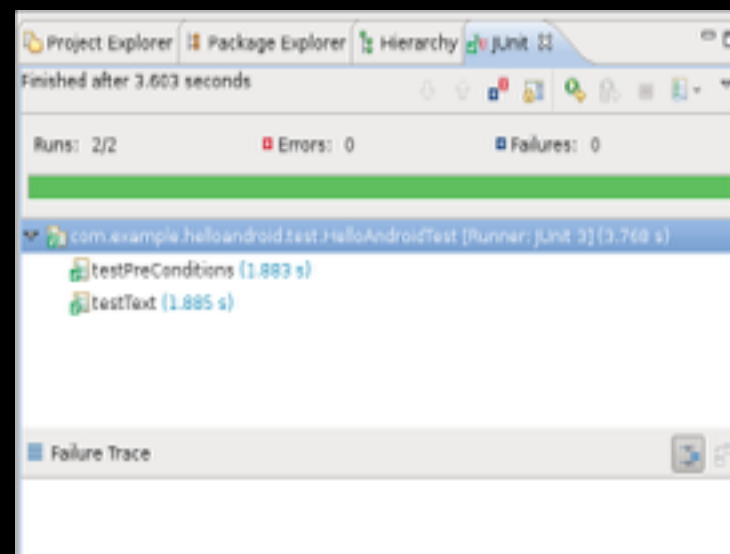 Project Explorer Package Explorer Hierarchy JUnit
Finished after 3.603 seconds
Runs: 2/2 Errors: 0 Failures: 0
com.example.helloandroid.test.HelloAndroidTest [Runner: JUnit 3] (3.768 s)
testPreConditions (1.883 s)
testText (1.885 s)
Failure Trace